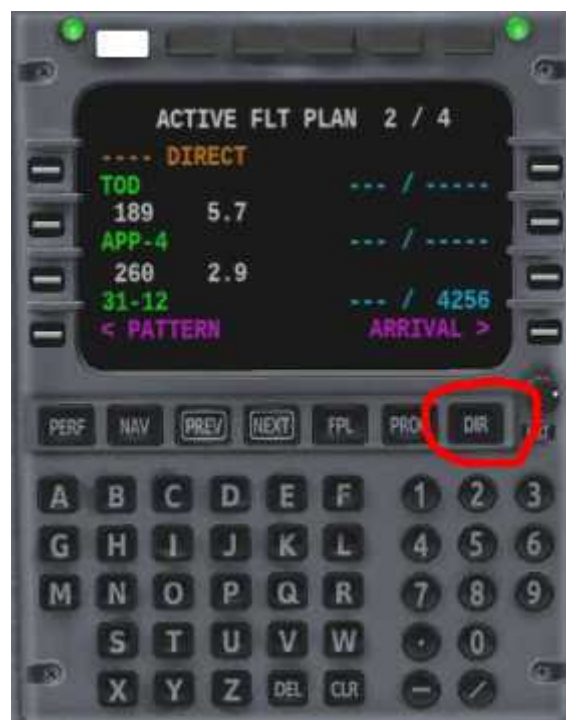 ACTIVE FLT PLAN 2 / 4
---- DIRECT
TOD --- / -----
189 5.7
APP-4 --- / -----
260 2.9
31-12 --- / 4256
< PATTERN ARRIVAL >
PERF NAV PREV NEXT FPL DIR
A B C D E F 1 2 3
G H I J K L 4 5 6
M N O P Q R 7 8 9
S T U V W · 0
X Y Z DEL CLR - /